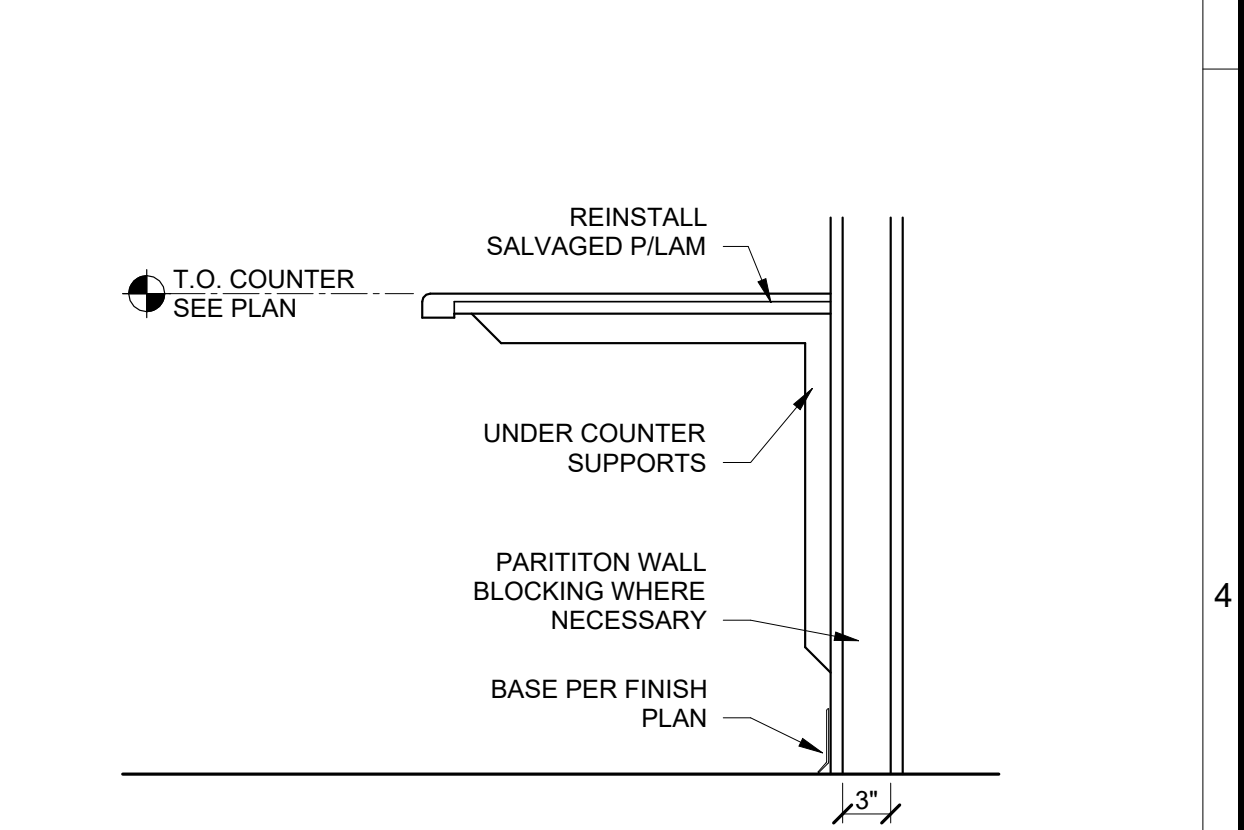 REINSTALL
SALVAGED P/LAM
T.O. COUNTER
SEE PLAN
UNDER COUNTER
SUPPORTS
PARITITON WALL
BLOCKING WHERE
NECESSARY
4
BASE PER FINISH
PLAN
3"